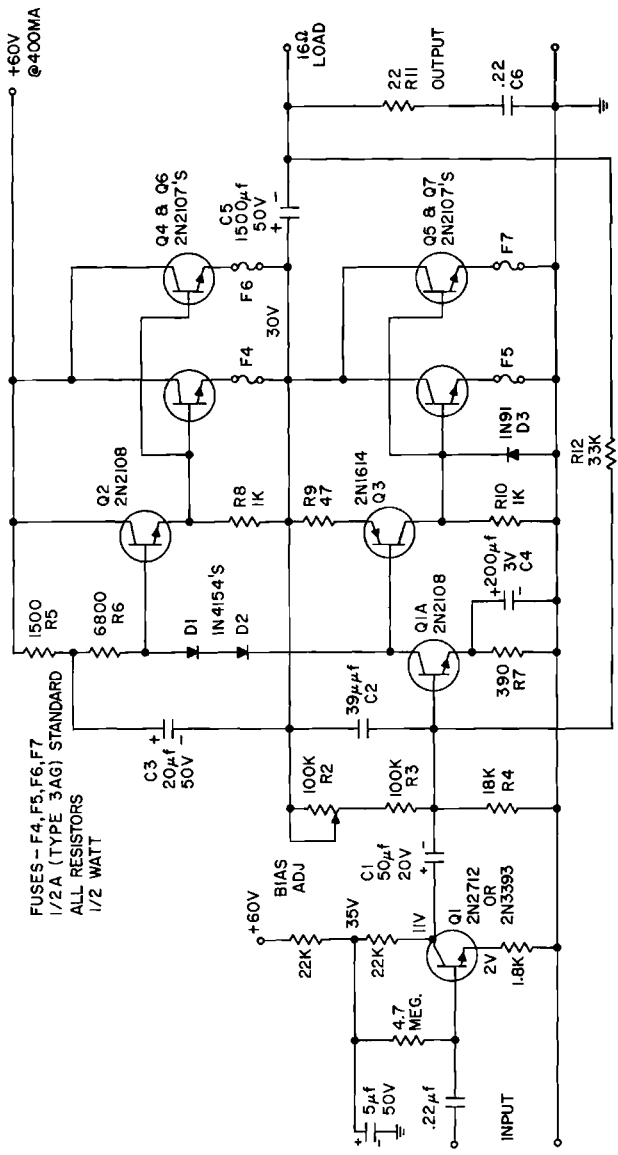 +60V
@400MA
16Ω
LOAD
22
R11
OUTPUT
.22
C6
Q4 & Q6
2N2107'S
C5
1500μf
50V
+
-
F6
F4
30V
Q5 & Q7
2N2107'S
F7
F5
1N91
D3
R12
33K
Q2
2N2108
R8
1K
R9
47
2N1614
Q3
R10
1K
+200μf
3V
-
C4
1500
R5
6800
R6
D1
1N4154'S
D2
Q1A
2N2108
390
R7
C3
20μf
50V
+
-
39μμf
C2
100K
R2
100K
R3
18K
R4
BIAS
ADJ
C1
50μf
20V
+
-
FUSES-F4,F5,F6,F7
1/2A (TYPE 3AG) STANDARD
ALL RESISTORS
1/2 WATT
+60V
22K
35V
22K
11V
Q1
2N2712
OR
2N3393
2V
1.8K
4.7
MEG.
5μf
50V
+
-
.22μf
INPUT